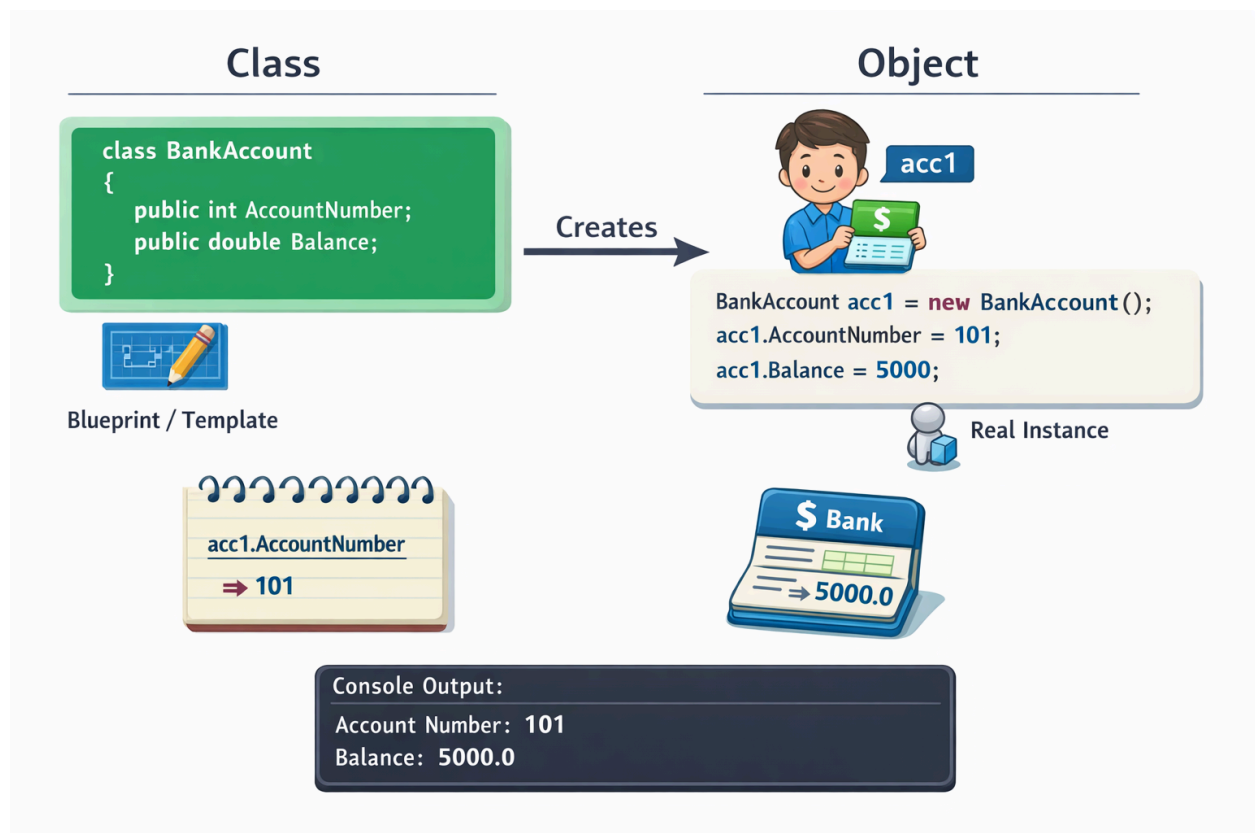 Class
class BankAccount
{
public int AccountNumber;
public double Balance;
}
Blueprint / Template
Creates
Object
acc1
$
BankAccount acc1 = new BankAccount();
acc1.AccountNumber = 101;
acc1.Balance = 5000;
Real Instance
acc1.AccountNumber
⇒ 101
$ Bank
⇒ 5000.0
Console Output:
Account Number: 101
Balance: 5000.0